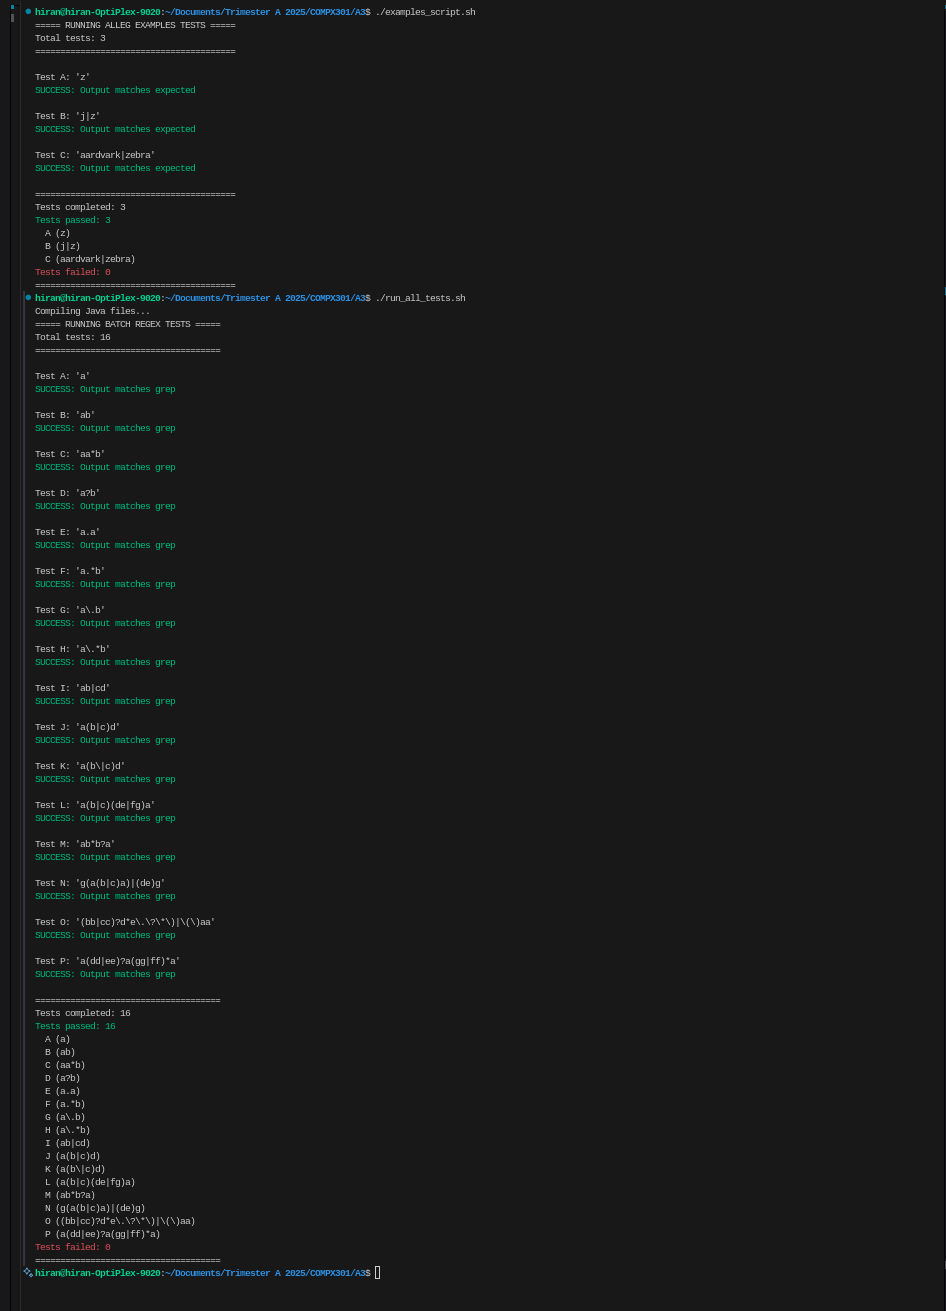 hiran@hiran-OptiPlex-9020:~/Documents/Trimester A 2025/COMPX301/A3$ ./examples_script.sh
===== RUNNING ALLEG EXAMPLES TESTS =====
Total tests: 3
========================================
Test A: 'z'
SUCCESS: Output matches expected
Test B: 'j|z'
SUCCESS: Output matches expected
Test C: 'aardvark|zebra'
SUCCESS: Output matches expected
========================================
Tests completed: 3
Tests passed: 3
A (z)
B (j|z)
C (aardvark|zebra)
Tests failed: 0
========================================
hiran@hiran-OptiPlex-9020:~/Documents/Trimester A 2025/COMPX301/A3$ ./run_all_tests.sh
Compiling Java files...
===== RUNNING BATCH REGEX TESTS =====
Total tests: 16
=====================================
Test A: 'a'
SUCCESS: Output matches grep
Test B: 'ab'
SUCCESS: Output matches grep
Test C: 'aa*b'
SUCCESS: Output matches grep
Test D: 'a?b'
SUCCESS: Output matches grep
Test E: 'a.a'
SUCCESS: Output matches grep
Test F: 'a.*b'
SUCCESS: Output matches grep
Test G: 'a\.b'
SUCCESS: Output matches grep
Test H: 'a\.*b'
SUCCESS: Output matches grep
Test I: 'ab|cd'
SUCCESS: Output matches grep
Test J: 'a(b|c)d'
SUCCESS: Output matches grep
Test K: 'a(b\|c)d'
SUCCESS: Output matches grep
Test L: 'a(b|c)(de|fg)a'
SUCCESS: Output matches grep
Test M: 'ab*b?a'
SUCCESS: Output matches grep
Test N: 'g(a(b|c)a)|(de)g'
SUCCESS: Output matches grep
Test O: '(bb|cc)?d*e\.\?\*\)|\(\)aa'
SUCCESS: Output matches grep
Test P: 'a(dd|ee)?a(gg|ff)*a'
SUCCESS: Output matches grep
=====================================
Tests completed: 16
Tests passed: 16
A (a)
B (ab)
C (aa*b)
D (a?b)
E (a.a)
F (a.*b)
G (a\.b)
H (a\.*b)
I (ab|cd)
J (a(b|c)d)
K (a(b\|c)d)
L (a(b|c)(de|fg)a)
M (ab*b?a)
N (g(a(b|c)a)|(de)g)
O ((bb|cc)?d*e\.\?\*\)|\(\)aa)
P (a(dd|ee)?a(gg|ff)*a)
Tests failed: 0
=====================================
hiran@hiran-OptiPlex-9020:~/Documents/Trimester A 2025/COMPX301/A3$